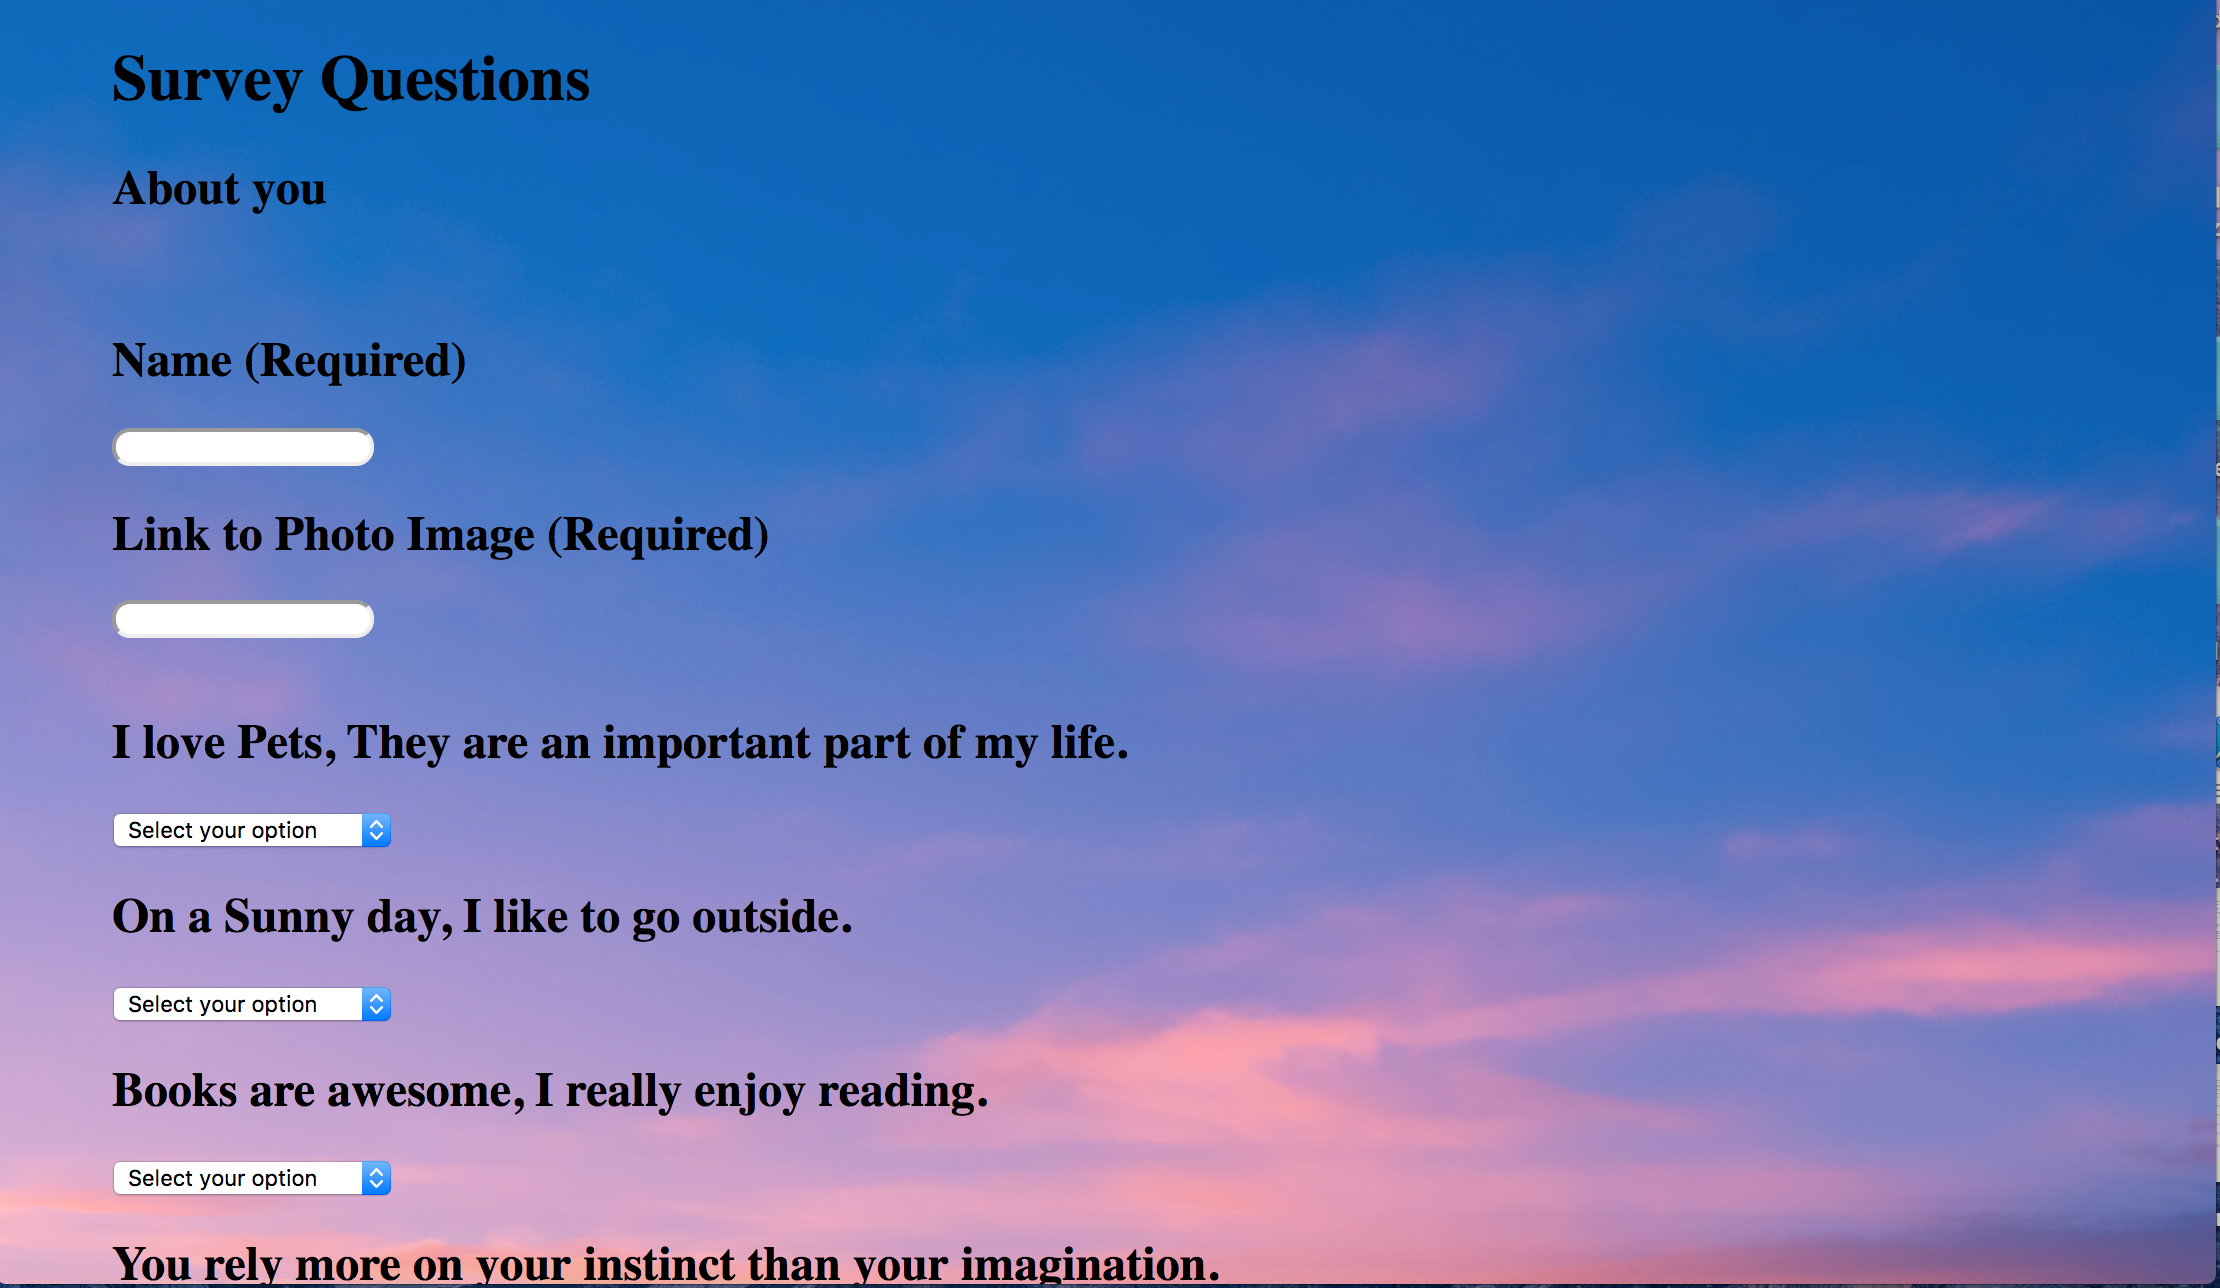 Survey Questions
About you
Name (Required)
Link to Photo Image (Required)
I love Pets, They are an important part of my life.
Select your option
On a Sunny day, I like to go outside.
Select your option
Books are awesome, I really enjoy reading.
Select your option
You rely more on your instinct than your imagination.